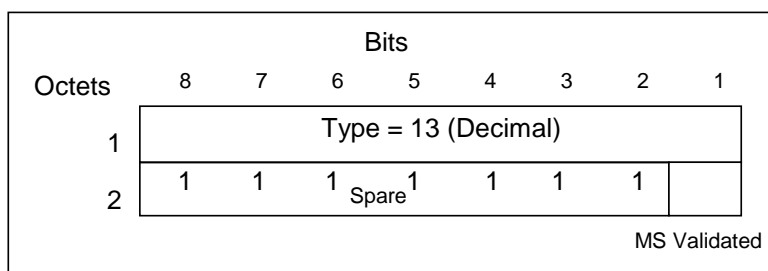 Bits
Octets 8 7 6 5 4 3 2 1
1 Type = 13 (Decimal)
2 1 1 1 1 1 1 1
Spare
MS Validated